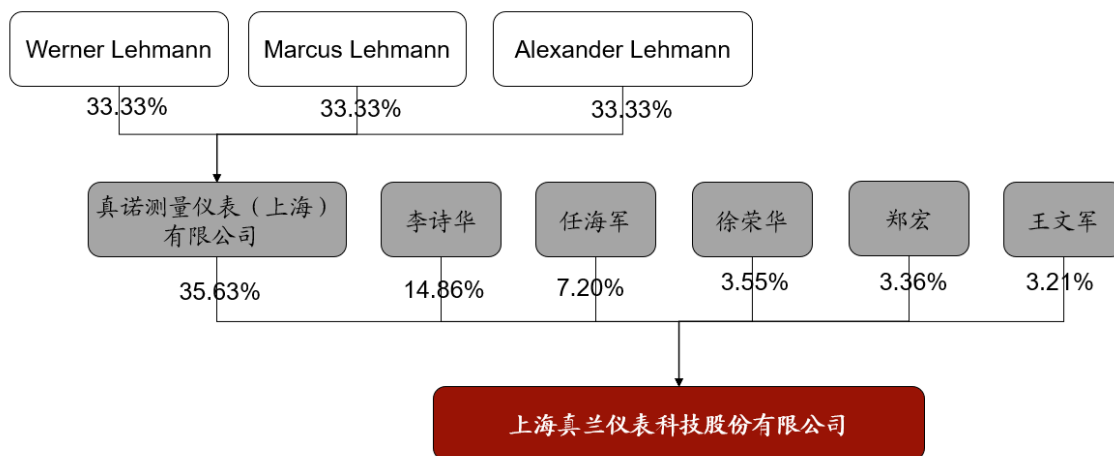 Werner Lehmann
Marcus Lehmann
Alexander Lehmann
33.33%
33.33%
33.33%
真诺测量仪表（上海）
有限公司
李诗华
任海军
徐荣华
郑宏
王文军
35.63%
14.86%
7.20%
3.55%
3.36%
3.21%
上海真兰仪表科技股份有限公司